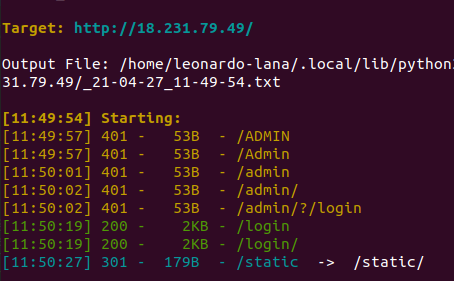 Target: http://18.231.79.49/
Output File: /home/leonardo-lana/.local/lib/python
31.79.49/_21-04-27_11-49-54.txt
[11:49:54] Starting:
[11:49:57] 401 -   53B  - /ADMIN
[11:49:57] 401 -   53B  - /Admin
[11:50:01] 401 -   53B  - /admin
[11:50:02] 401 -   53B  - /admin/
[11:50:02] 401 -   53B  - /admin/?/login
[11:50:19] 200 -    2KB - /login
[11:50:19] 200 -    2KB - /login/
[11:50:27] 301 -  179B  - /static  ->  /static/